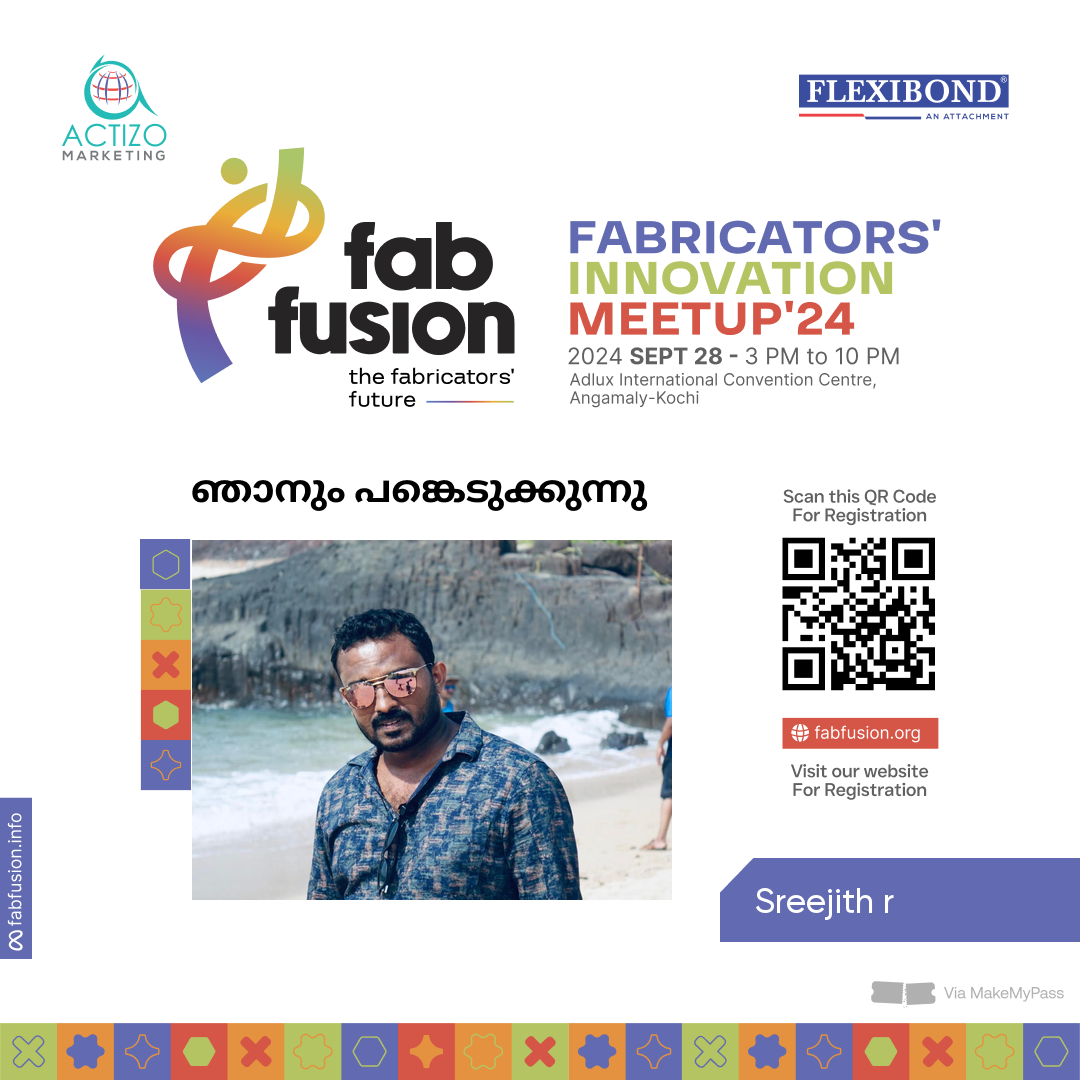 ACTIZO
MARKETING
FLEXIBOND®
AN ATTACHMENT
fab
fusion
the fabricators'
future
FABRICATORS'
INNOVATION
MEETUP'24
2024 SEPT 28 - 3 PM to 10 PM
Adlux International Convention Centre,
Angamaly-Kochi
ഞാനും പങ്കെടുക്കുന്നു
Scan this QR Code
For Registration
fabfusion.org
Visit our website
For Registration
fabfusion.info
Sreejith r
Via MakeMyPass